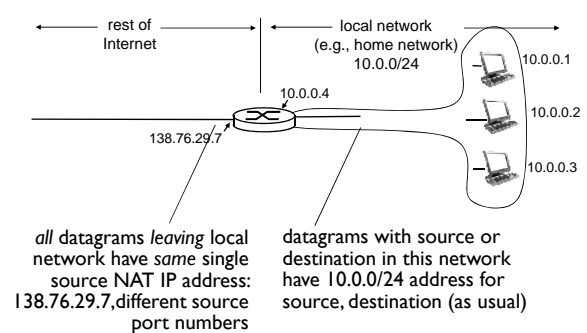 rest of
Internet
local network
(e.g., home network)
10.0.0/24
10.0.0.1
10.0.0.4
10.0.0.2
138.76.29.7
10.0.0.3
all datagrams leaving local
network have same single
source NAT IP address:
138.76.29.7,different source
port numbers
datagrams with source or
destination in this network
have 10.0.0/24 address for
source, destination (as usual)